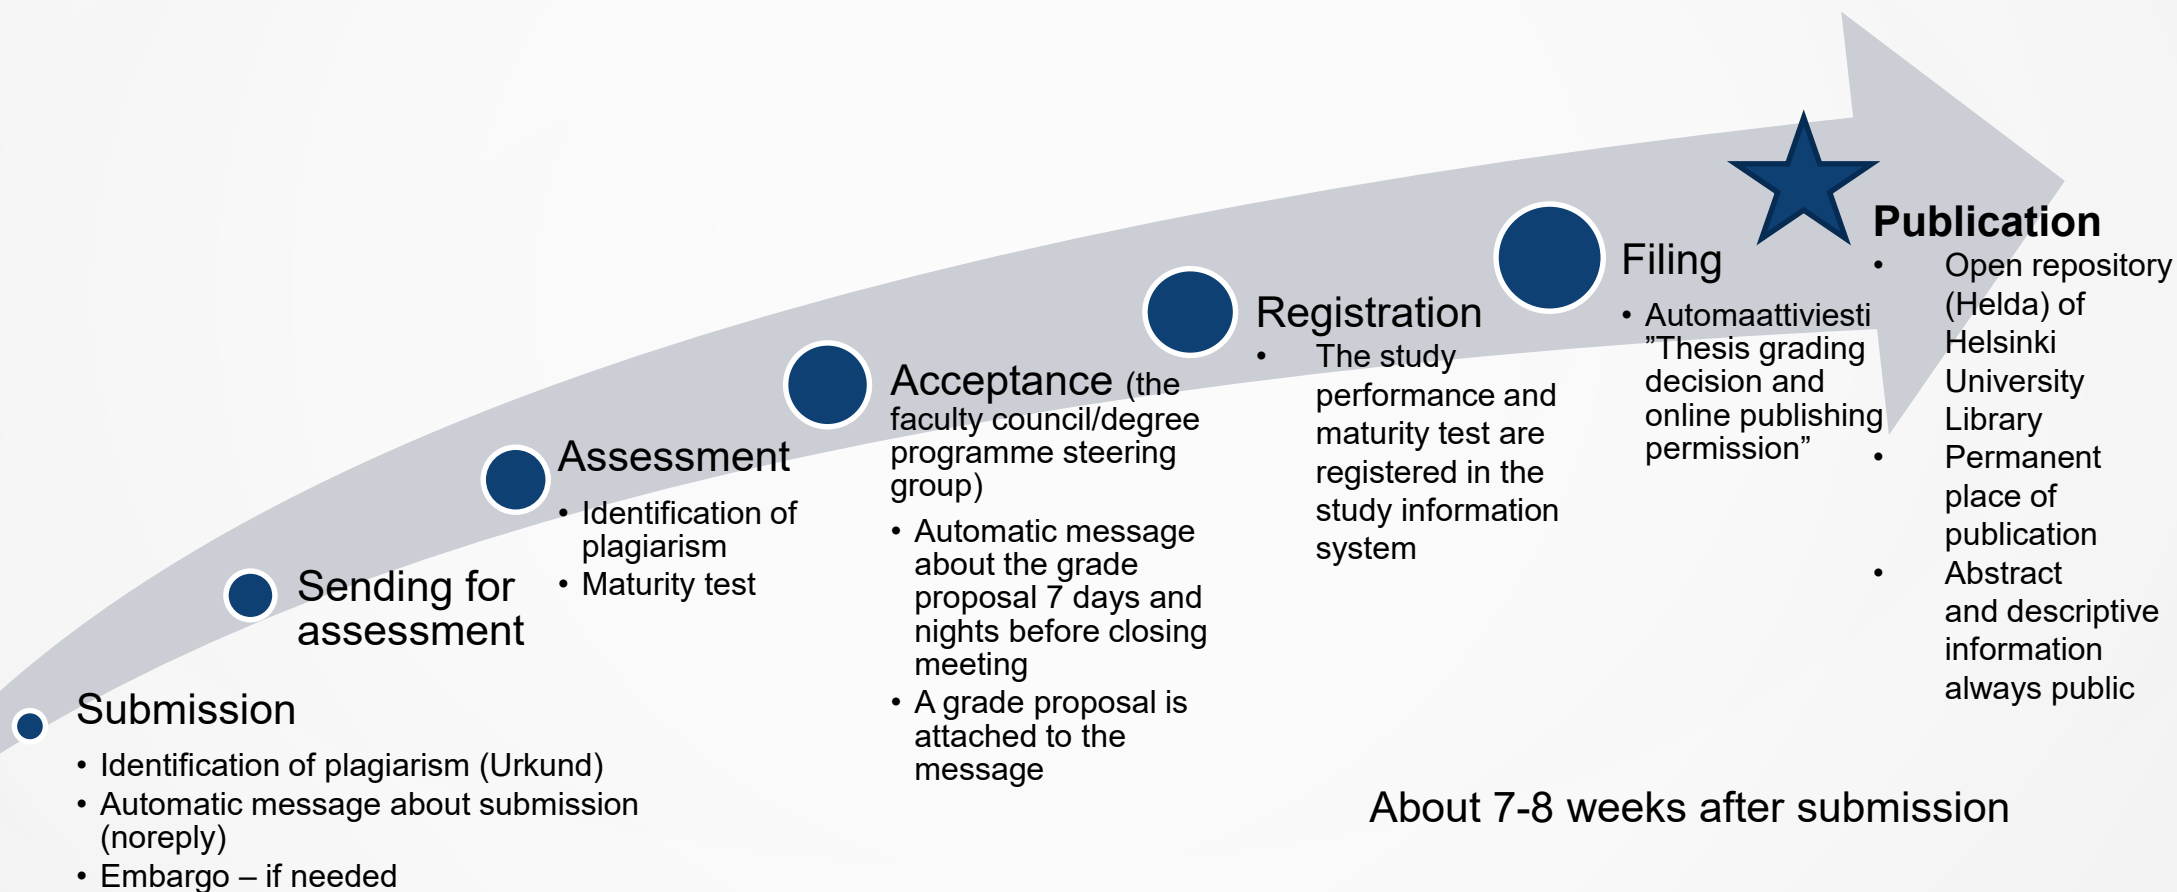 Submission
• Identification of plagiarism (Urkund)
• Automatic message about submission
(noreply)
• Embargo – if needed
Sending for
assessment
Assessment
• Identification of
plagiarism
• Maturity test
Acceptance (the
faculty council/degree
programme steering
group)
• Automatic message
about the grade
proposal 7 days and
nights before closing
meeting
• A grade proposal is
attached to the
message
Registration
• The study
performance and
maturity test are
registered in the
study information
system
Filing
• Automaattiviesti
”Thesis grading
decision and
online publishing
permission”
Publication
• Open repository
(Helda) of
Helsinki
University
Library
• Permanent
place of
publication
• Abstract
and descriptive
information
always public
About 7-8 weeks after submission